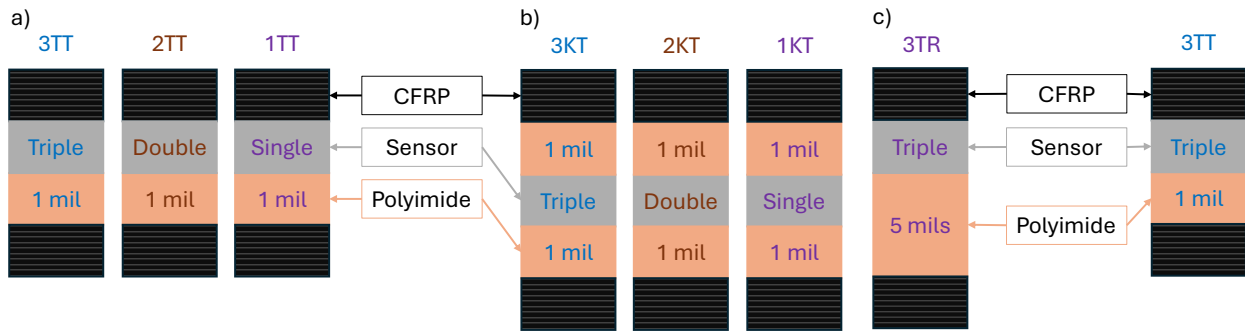 a)
3TT 2TT 1TT
Triple Double Single
1 mil 1 mil 1 mil
CFRP
Sensor
Polyimide
b)
3KT 2KT 1KT
1 mil 1 mil 1 mil
Triple Double Single
1 mil 1 mil 1 mil
c)
3TR 3TT
CFRP
Triple Sensor Triple
5 mils Polyimide 1 mil